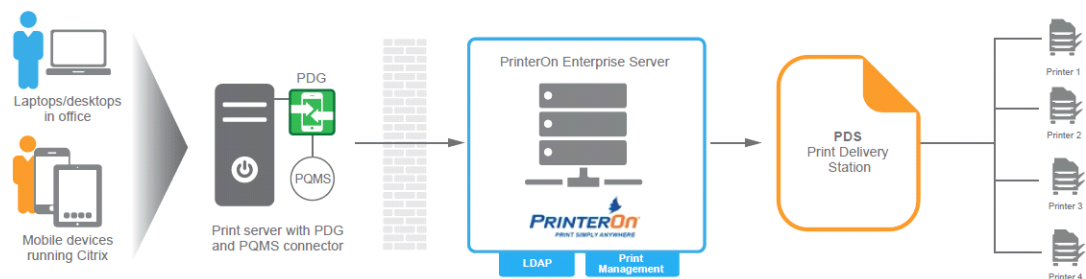 Laptops/desktops
in office
Mobile devices
running Citrix
PDG
PQMS
Print server with PDG
and PQMS connector
PrinterOn Enterprise Server
PRINTERON
PRINT SIMPLY ANYWHERE
LDAP
Print
Management
PDS
Print Delivery
Station
Printer 1
Printer 2
Printer 3
Printer 4